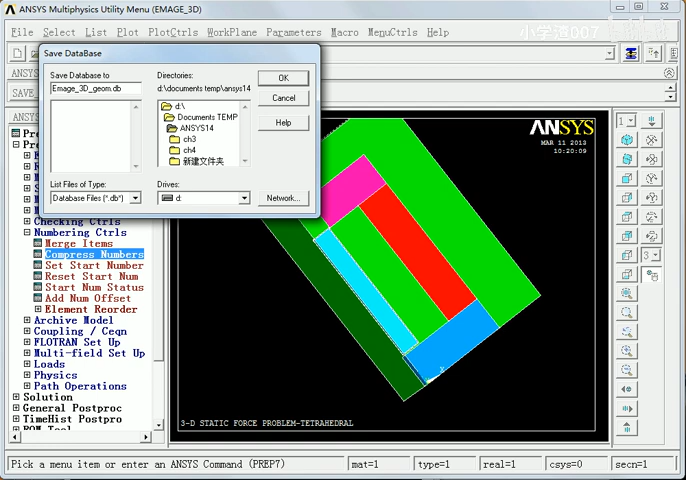 ANSYS Multiphysics Utility Menu (EMAGE_3D)
File Select List Plot PlotCtrls WorkPlane Parameters Macro MenuCtrls Help
ANSYS
SAVE_
ANSYS
Save DataBase
Save Database to
Emage_3D_geom.db
Directories:
d:\documents temp\ansys14
d:\
Documents TEMP
ANSYS14
ch3
ch4
新建文件夹
OK
Cancel
Help
List Files of Type:
Database Files (*.db*)
Drives:
d:
Network...
Checking Ctrls
Numbering Ctrls
Merge Items
Compress Numbers
Set Start Number
Reset Start Num
Start Num Status
Add Num Offset
Element Reorder
Archive Model
Coupling / Ceqn
FLOTRAN Set Up
Multi-field Set Up
Loads
Physics
Path Operations
Solution
General Postproc
TimeHist Postpro
ANSYS
MAR 11 2013
10:20:09
X
3-D STATIC FORCE PROBLEM-TETRAHEDRAL
1
3
Pick a menu item or enter an ANSYS Command (PREP7)
mat=1
type=1
real=1
csys=0
secn=1